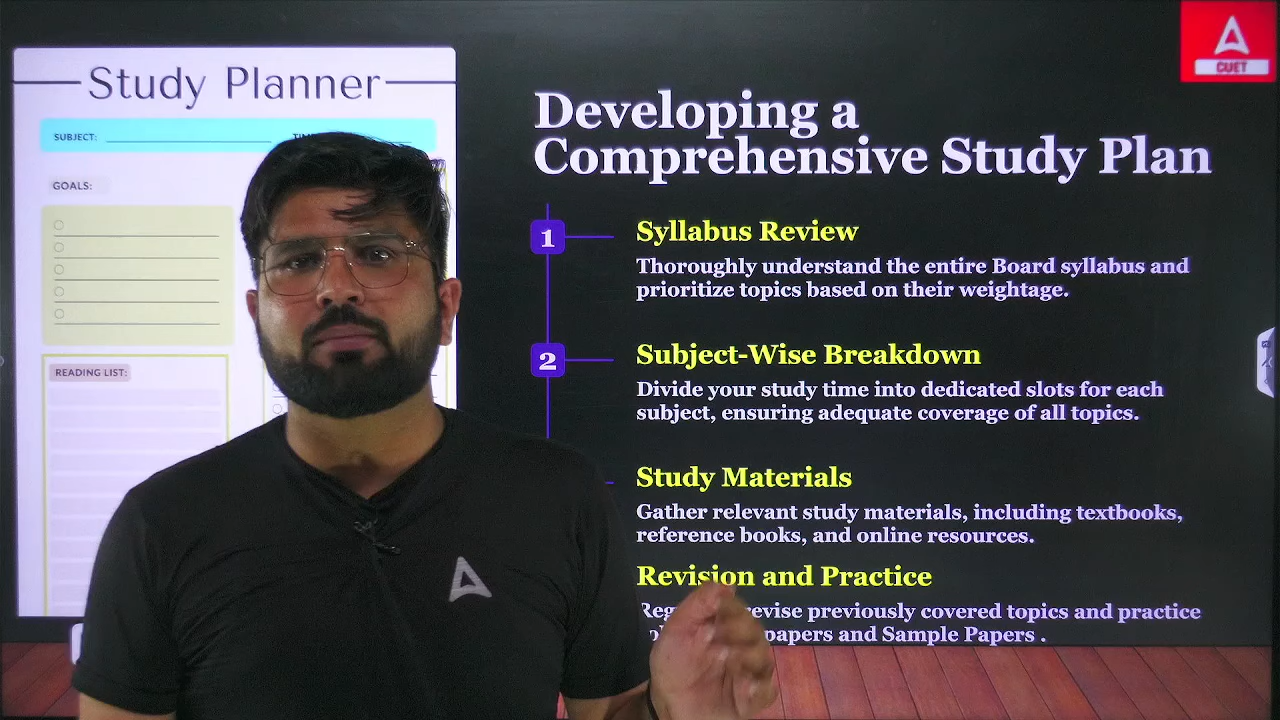 Study Planner
SUBJECT:
GOALS:
READING LIST:
CUET
Developing a
Comprehensive Study Plan
1
Syllabus Review
Thoroughly understand the entire Board syllabus and
prioritize topics based on their weightage.
2
Subject-Wise Breakdown
Divide your study time into dedicated slots for each
subject, ensuring adequate coverage of all topics.
Study Materials
Gather relevant study materials, including textbooks,
reference books, and online resources.
Revision and Practice
revise previously covered topics and practice
papers and Sample Papers .